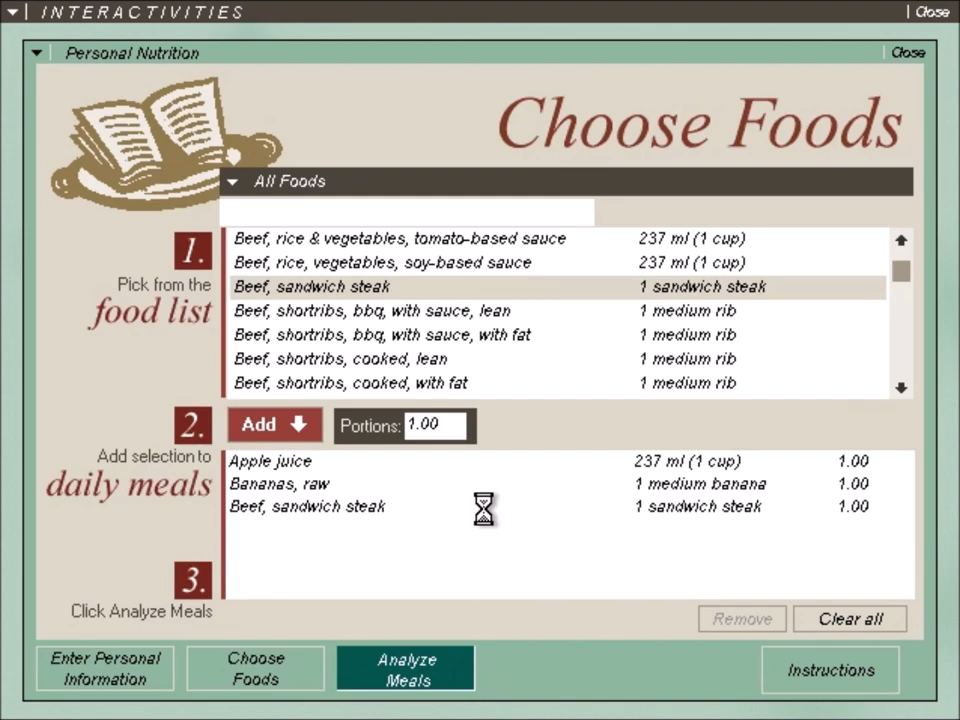 INTERACTIVITIES
Close
Personal Nutrition
Close
Choose Foods
All Foods
1.
Pick from the
food list
Beef, rice & vegetables, tomato-based sauce 237 ml (1 cup)
Beef, rice, vegetables, soy-based sauce 237 ml (1 cup)
Beef, sandwich steak 1 sandwich steak
Beef, shortribs, bbq, with sauce, lean 1 medium rib
Beef, shortribs, bbq, with sauce, with fat 1 medium rib
Beef, shortribs, cooked, lean 1 medium rib
Beef, shortribs, cooked, with fat 1 medium rib
2.
Add selection to
daily meals
Add
Portions: 1.00
Apple juice 237 ml (1 cup) 1.00
Bananas, raw 1 medium banana 1.00
Beef, sandwich steak 1 sandwich steak 1.00
3.
Click Analyze Meals
Remove
Clear all
Enter Personal
Information
Choose
Foods
Analyze
Meals
Instructions